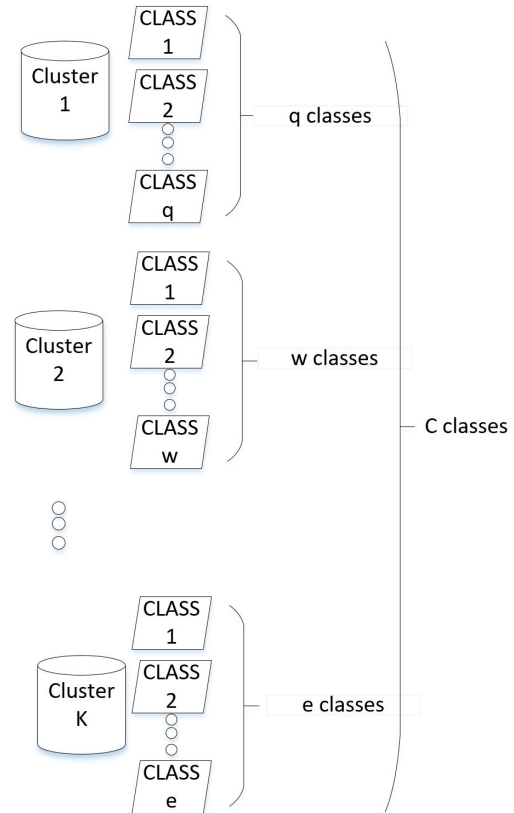 CLASS
1
Cluster
1
CLASS
2
q classes
CLASS
q
CLASS
1
Cluster
2
CLASS
2
w classes
CLASS
w
C classes
CLASS
1
Cluster
K
CLASS
2
e classes
CLASS
e